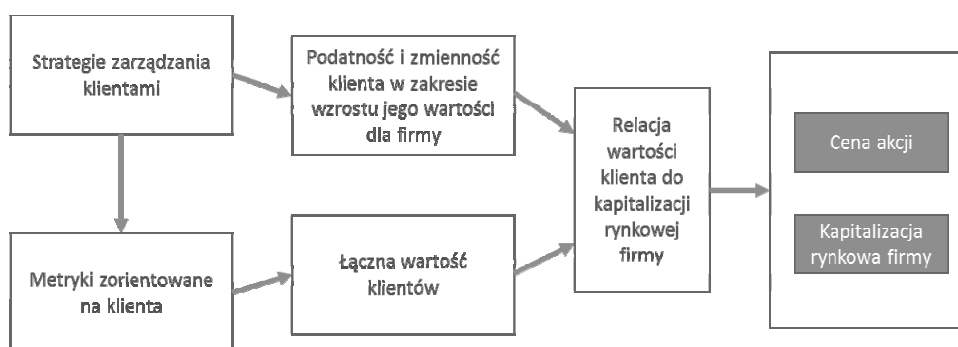 Strategie zarządzania
klientami
Podatność i zmienność
klienta w zakresie
wzrostu jego wartości
dla firmy
Metryki zorientowane
na klienta
Łączna wartość
klientów
Relacja
wartości
klienta do
kapitalizacji
rynkowej
firmy
Cena akcji
Kapitalizacja
rynkowa firmy